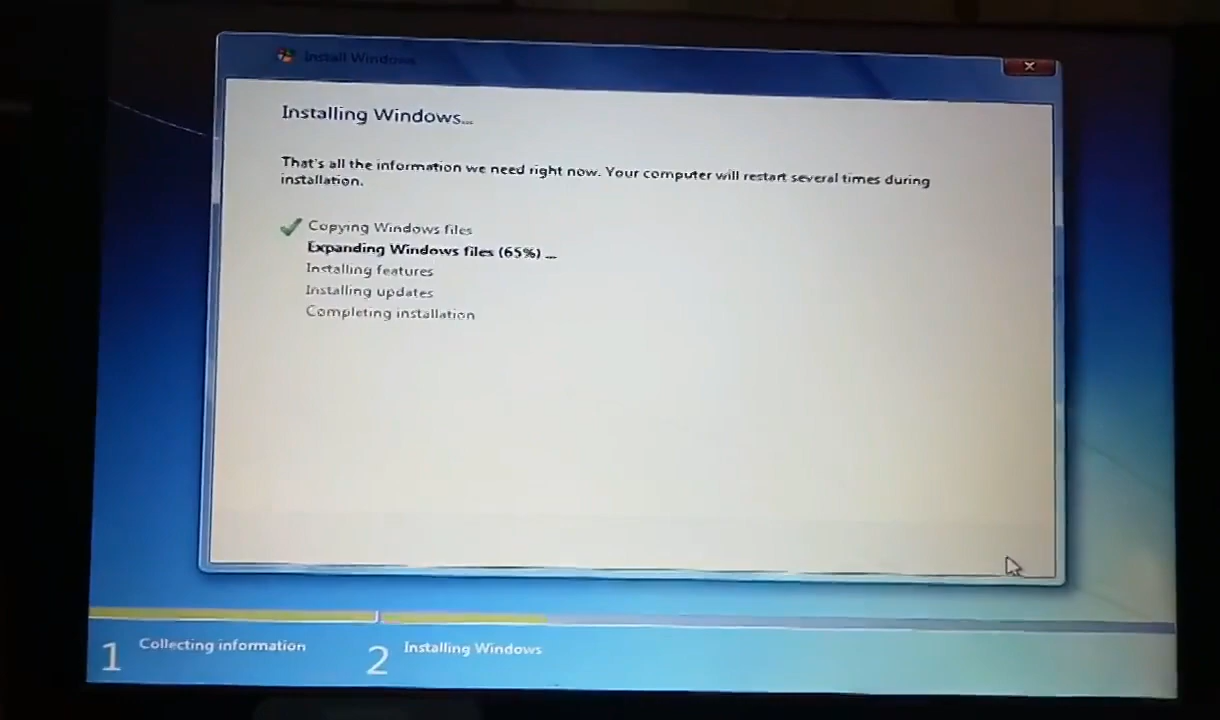 Install Windows
Installing Windows...
That's all the information we need right now. Your computer will restart several times during
installation.
Copying Windows files
Expanding Windows files (65%) ...
Installing features
Installing updates
Completing installation
1 Collecting information
2 Installing Windows